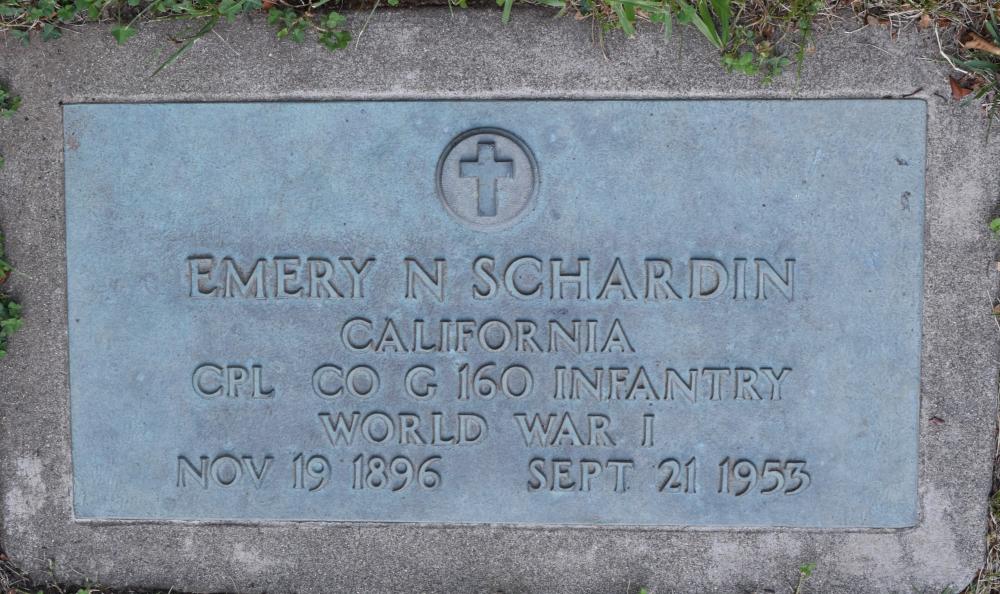 EMERY N SCHARDIN
CALIFORNIA
CPL CO G 160 INFANTRY
WORLD WAR I
NOV 19 1896 SEPT 21 1953